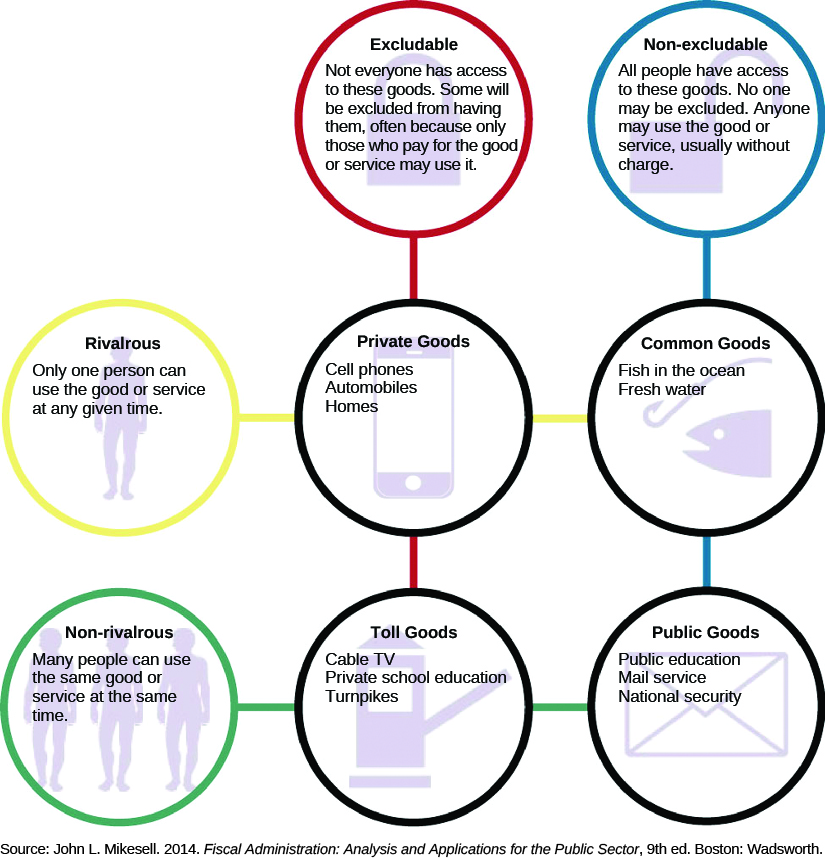 Excludable
Not everyone has access
to these goods. Some will
be excluded from having
them, often because only
those who pay for the good
or service may use it.
Non-excludable
All people have access
to these goods. No one
may be excluded. Anyone
may use the good or
service, usually without
charge.
Rivalrous
Only one person can
use the good or service
at any given time.
Private Goods
Cell phones
Automobiles
Homes
Common Goods
Fish in the ocean
Fresh water
Non-rivalrous
Many people can use
the same good or
service at the same
time.
Toll Goods
Cable TV
Private school education
Turnpikes
Public Goods
Public education
Mail service
National security
Source: John L. Mikesell. 2014. Fiscal Administration: Analysis and Applications for the Public Sector, 9th ed. Boston: Wadsworth.